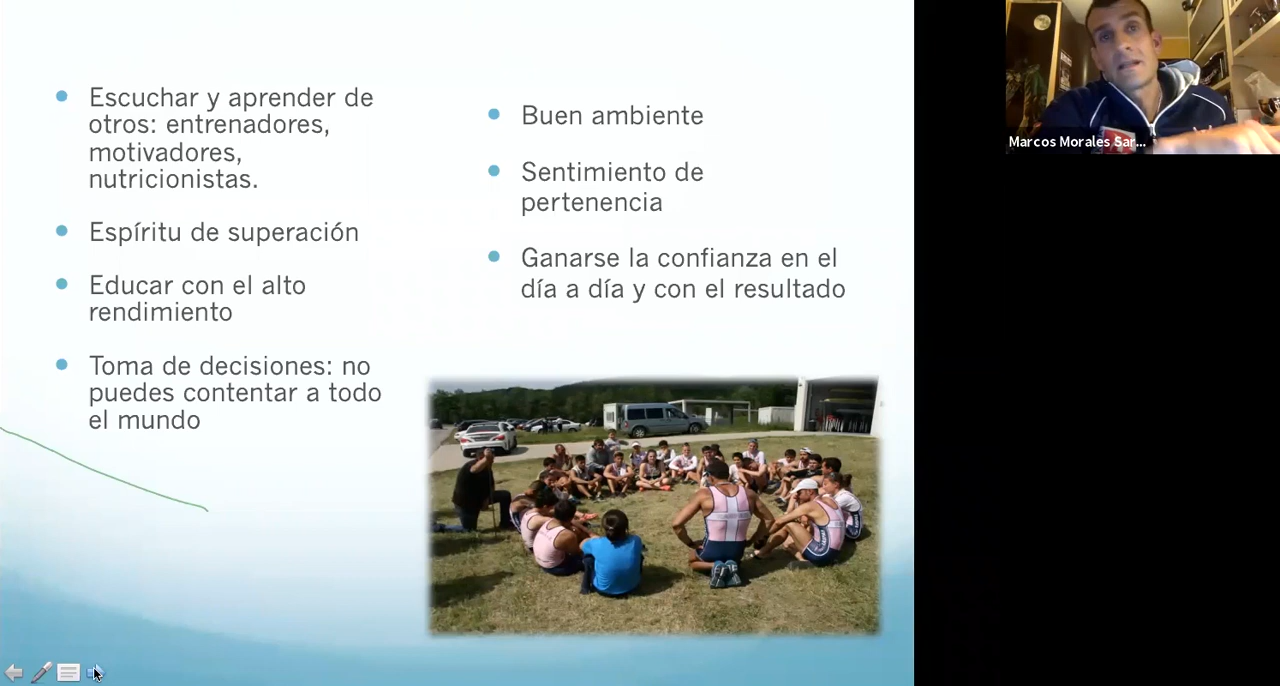 Escuchar y aprender de
otros: entrenadores,
motivadores,
nutricionistas.
Espíritu de superación
Educar con el alto
rendimiento
Toma de decisiones: no
puedes contentar a todo
el mundo
Buen ambiente
Sentimiento de
pertenencia
Ganarse la confianza en el
día a día y con el resultado
Marcos Morales Sar...